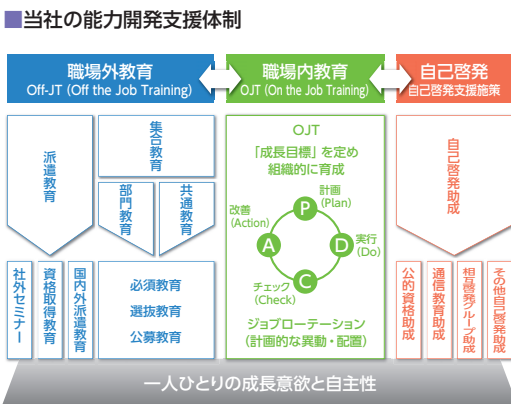 ■当社の能力開発支援体制
職場外教育
Off-JT (Off the Job Training)
職場内教育
OJT (On the Job Training)
自己啓発
自己啓発支援施策
派遣教育
集合教育
部門教育
共通教育
社外セミナー
資格取得教育
国内外派遣教育
必須教育
選抜教育
公募教育
OJT
「成長目標」を定め
組織的に育成
計画
(Plan)
P
実行
(Do)
D
チェック
(Check)
C
改善
(Action)
A
ジョブローテーション
(計画的な異動・配置)
自己啓発助成
公的資格助成
通信教育助成
相互啓発グループ助成
その他自己啓発助成
一人ひとりの成長意欲と自主性